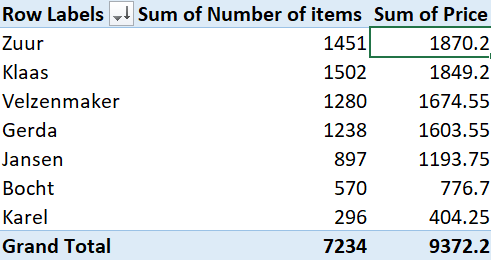 Row Labels Sum of Number of items Sum of Price
Zuur 1451 1870.2
Klaas 1502 1849.2
Velzenmaker 1280 1674.55
Gerda 1238 1603.55
Jansen 897 1193.75
Bocht 570 776.7
Karel 296 404.25
Grand Total 7234 9372.2